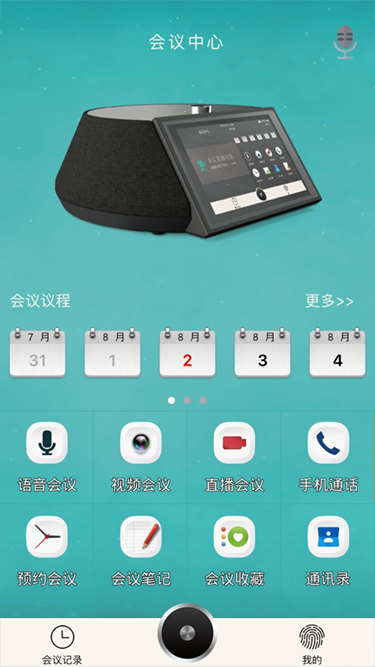 会议中心
会议议程 更多>>
7 月 8 月 8 月 8 月 8 月
31 1 2 3 4
语音会议 视频会议 直播会议 手机通话
预约会议 会议笔记 会议收藏 通讯录
会议记录 我的